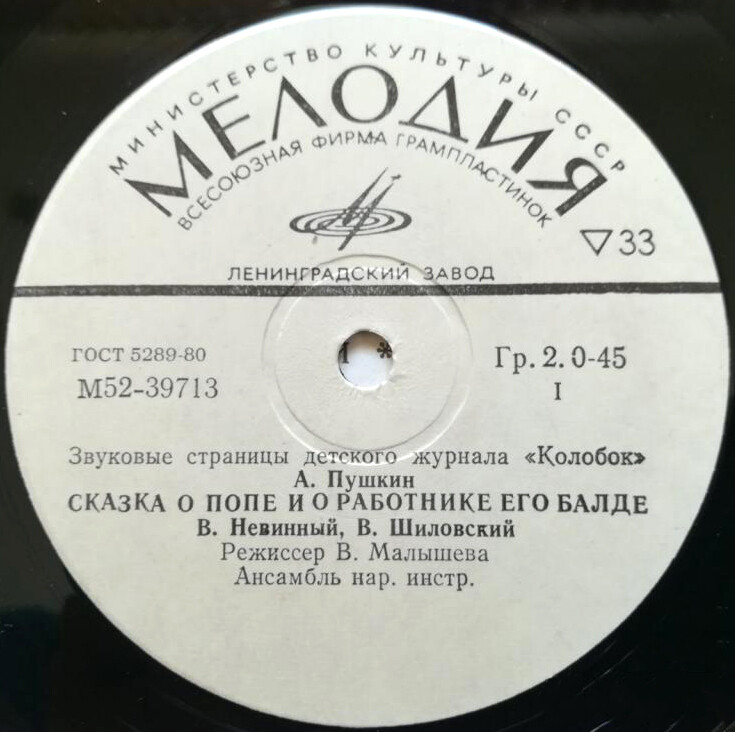 МИНИСТЕРСТВО КУЛЬТУРЫ СССР
МЕЛОДИЯ
ВСЕСОЮЗНАЯ ФИРМА ГРАМПЛАСТИНОК
▽33
ЛЕНИНГРАДСКИЙ ЗАВОД
ГОСТ 5289-80
М52-39713
1 *
Гр. 2. 0-45
I
Звуковые страницы детского журнала «Колобок»
А. Пушкин
СКАЗКА О ПОПЕ И О РАБОТНИКЕ ЕГО БАЛДЕ
В. Невинный, В. Шиловский
Режиссер В. Малышева
Ансамбль нар. инстр.